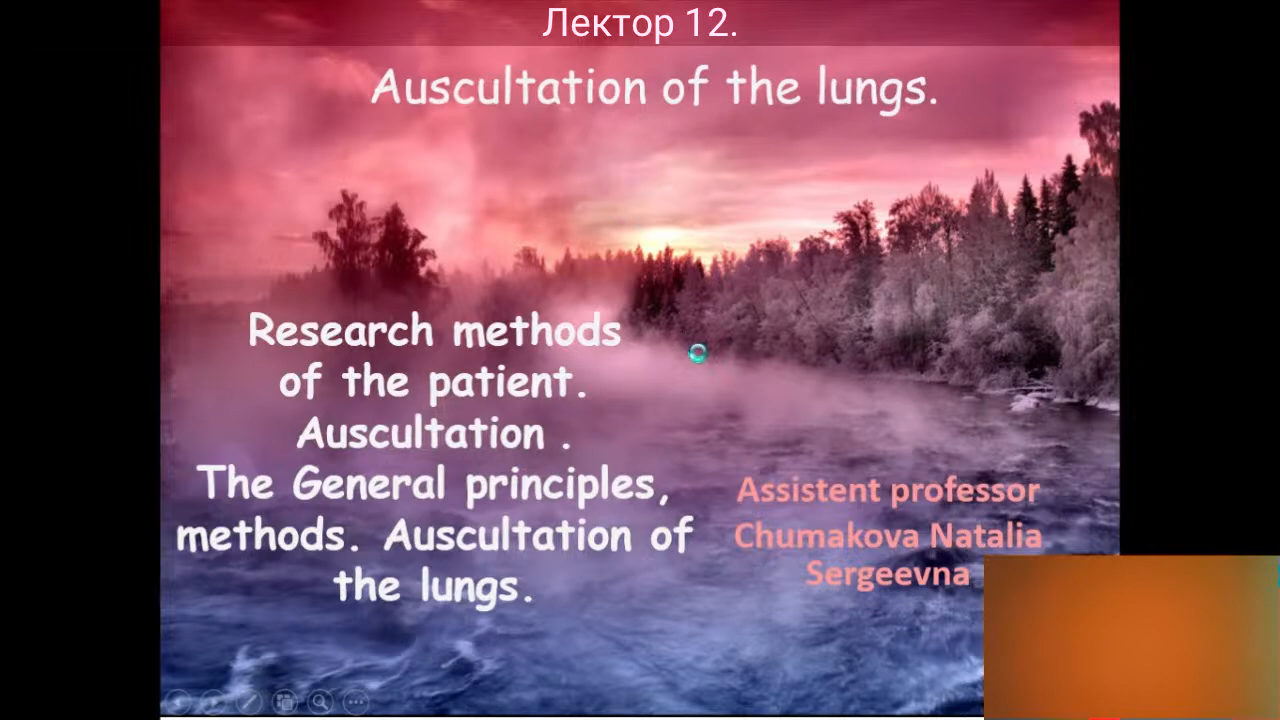 Лектор 12.
Auscultation of the lungs.
Research methods
of the patient.
Auscultation .
The General principles,
methods. Auscultation of
the lungs.
Assistent professor
Chumakova Natalia
Sergeevna